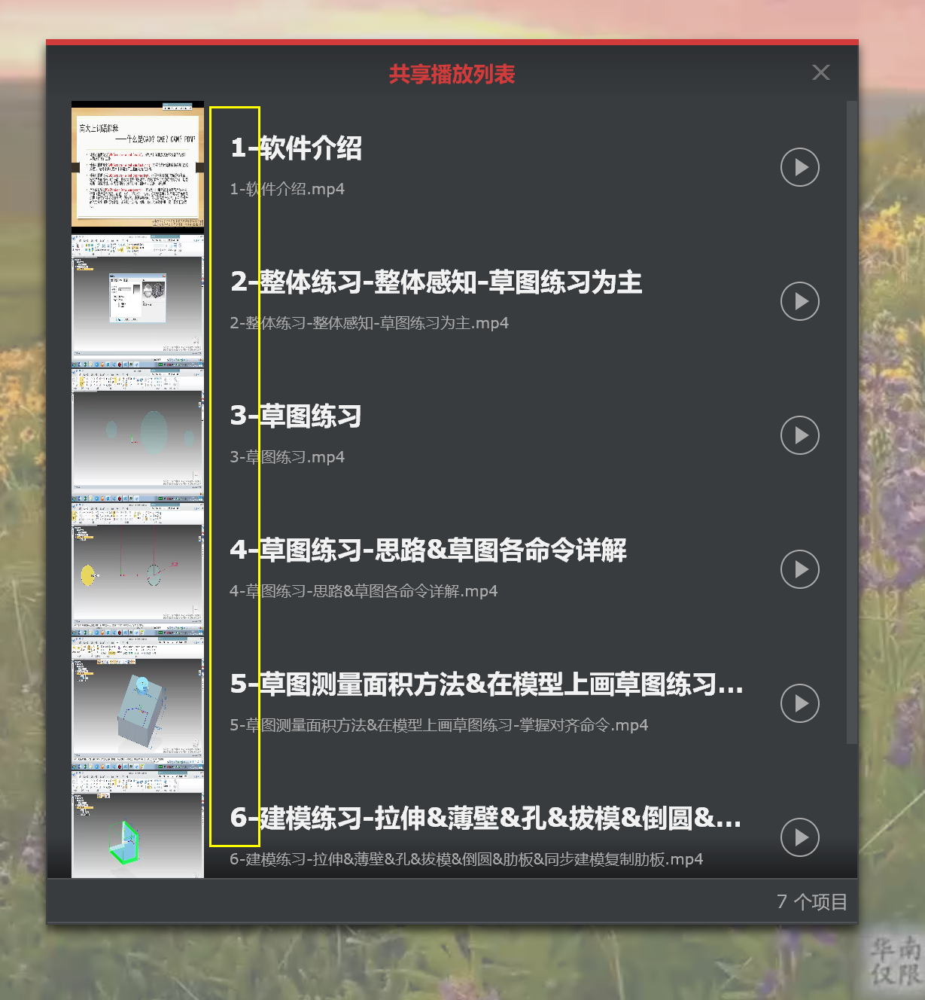 共享播放列表
高大上词语解释
——什么是CAD? CAE? CAM? PDM?
1-软件介绍
1-软件介绍.mp4
2-整体练习-整体感知-草图练习为主
2-整体练习-整体感知-草图练习为主.mp4
3-草图练习
3-草图练习.mp4
4-草图练习-思路&草图各命令详解
4-草图练习-思路&草图各命令详解.mp4
5-草图测量面积方法&在模型上画草图练习...
5-草图测量面积方法&在模型上画草图练习-掌握对齐命令.mp4
6-建模练习-拉伸&薄壁&孔&拔模&倒圆&...
6-建模练习-拉伸&薄壁&孔&拔模&倒圆&肋板&同步建模复制肋板.mp4
7 个项目
华南
仅限